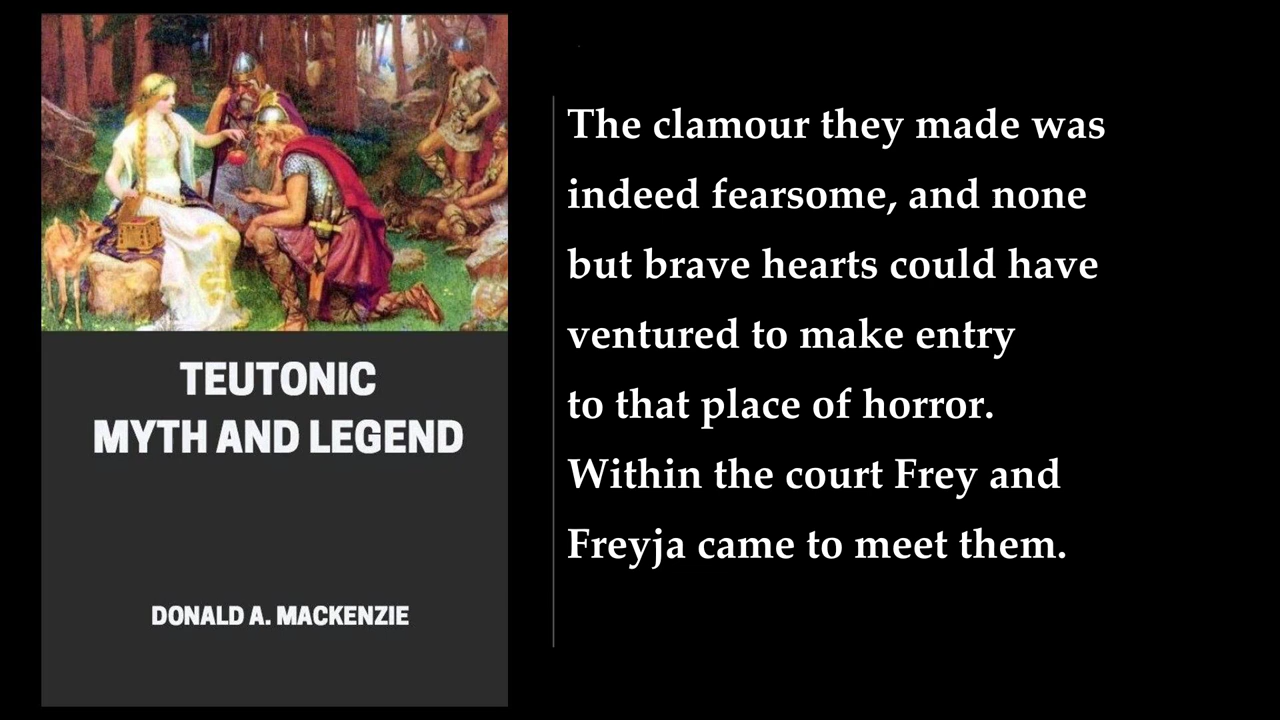 TEUTONIC
MYTH AND LEGEND
DONALD A. MACKENZIE
The clamour they made was
indeed fearsome, and none
but brave hearts could have
ventured to make entry
to that place of horror.
Within the court Frey and
Freyja came to meet them.